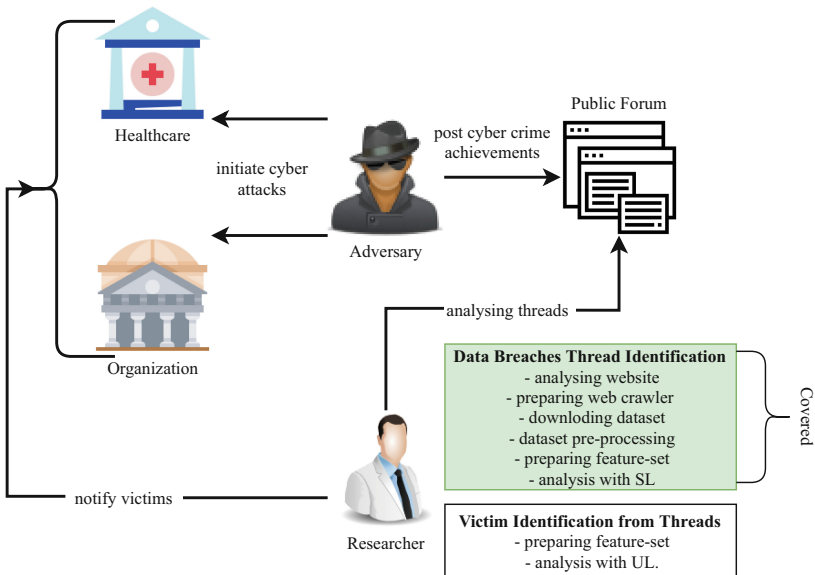 Public Forum
Healthcare
post cyber crime
achievements
initiate cyber
attacks
Adversary
analysing threads
Organization
Data Breaches Thread Identification
- analysing website
- preparing web crawler
- downloding dataset
- dataset pre-processing
- preparing feature-set
- analysis with SL
Covered
notify victims
Researcher
Victim Identification from Threads
- preparing feature-set
- analysis with UL.